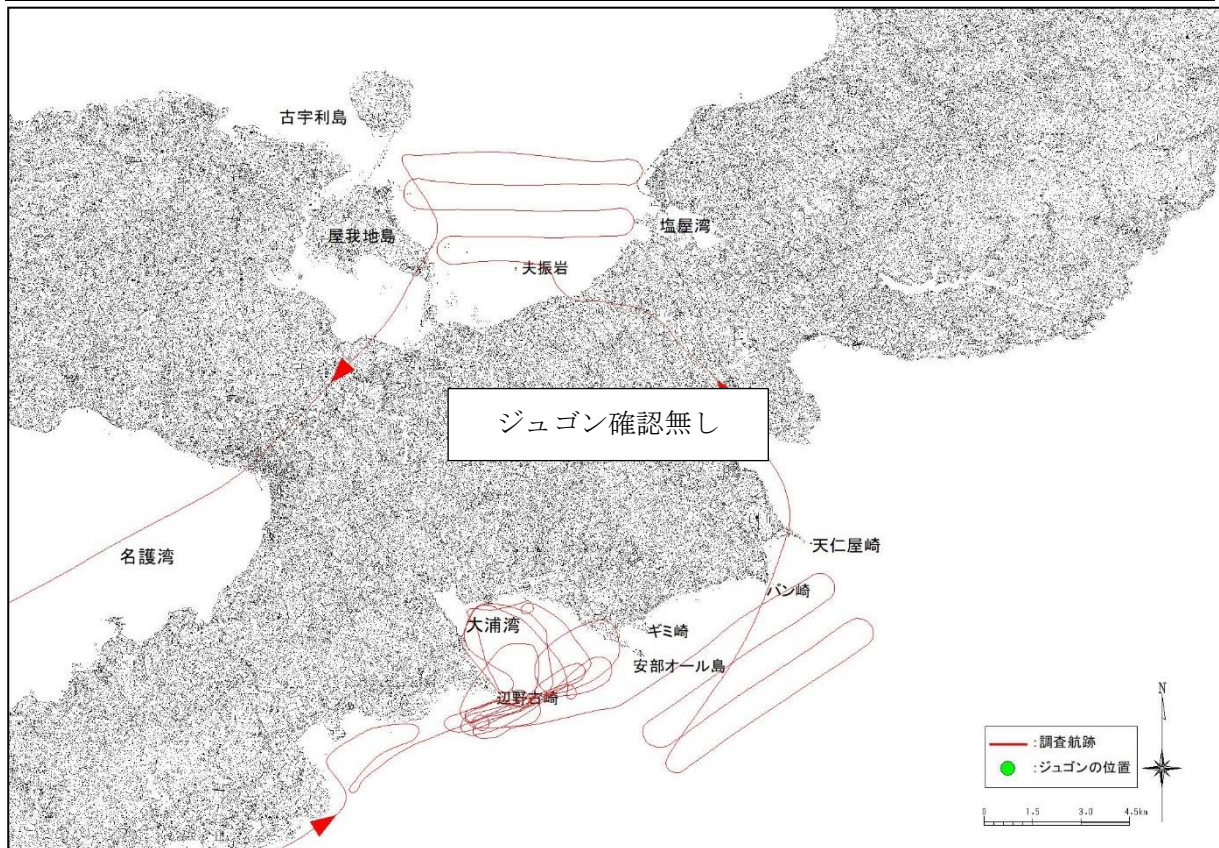 古宇利島
屋我地島
塩屋湾
夫振岩
ジュゴン確認無し
名護湾
天仁屋崎
バン崎
大浦湾
ギミ崎
安部オール島
辺野古崎
N
:調査航跡
:ジュゴンの位置
0 1.5 3.0 4.5km